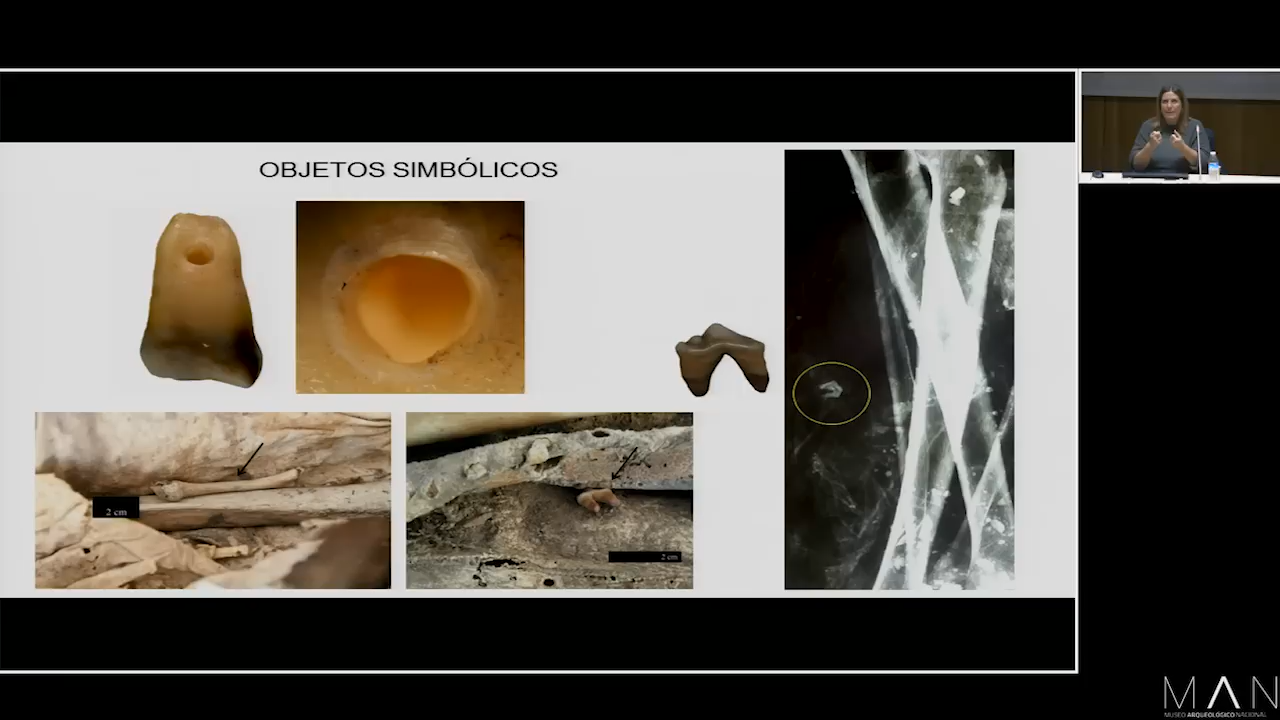 OBJETOS SIMBÓLICOS
2 cm
2 cm
MAN
MUSEO ARQUEOLÓGICO NACIONAL